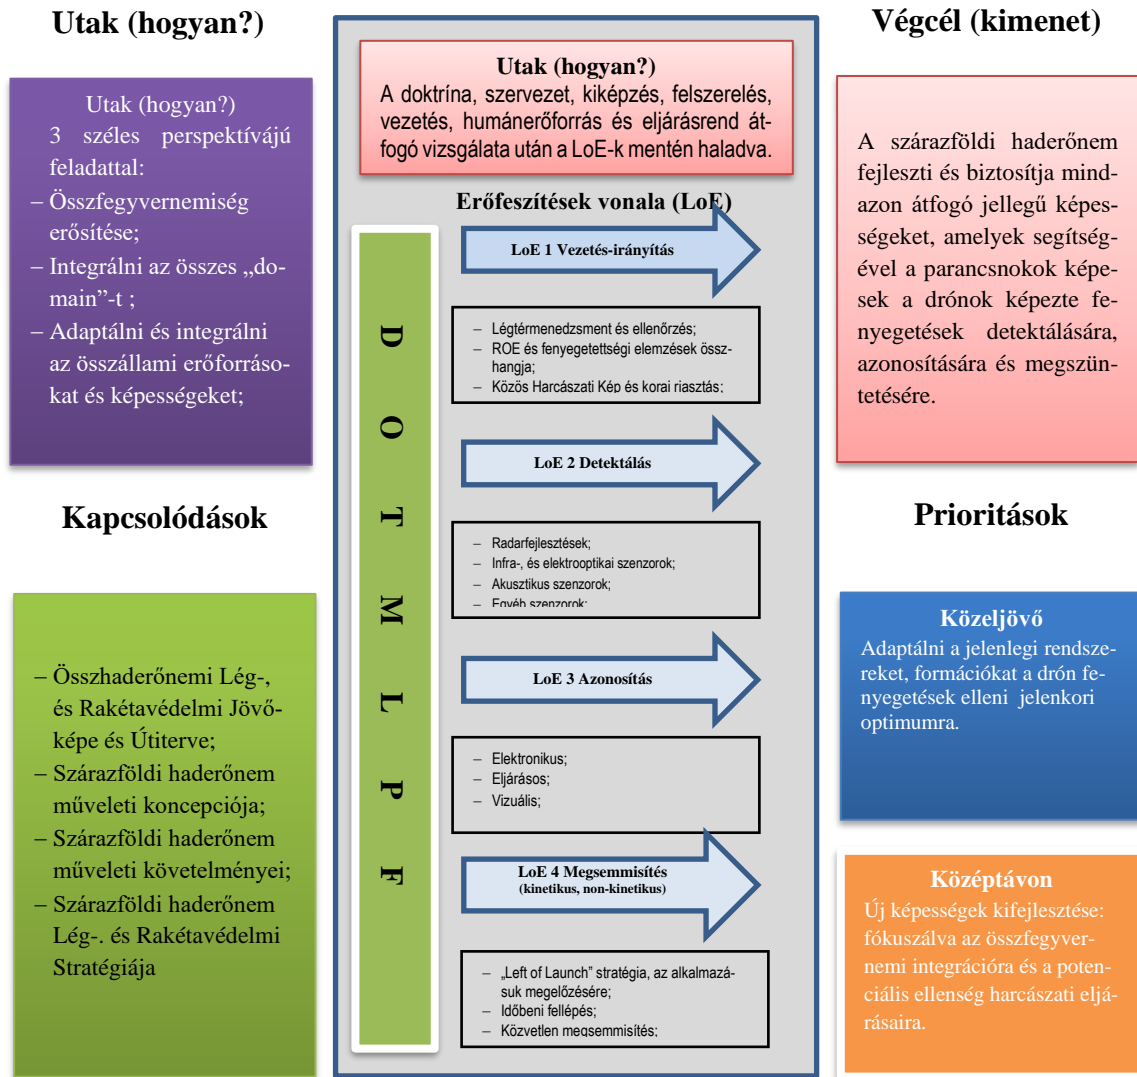 Utak (hogyan?)
Utak (hogyan?)
3 széles perspektívájú
feladattal:
– Összfegyvernemiség
erősítése;
– Integrálni az összes „do-
main”-t ;
– Adaptálni és integrálni
az összállami erőforráso-
kat és képességeket;
Kapcsolódások
– Összhaderőnemi Lég-,
és Rakétavédelmi Jövő-
képe és Útiterve;
– Szárazföldi haderőnem
műveleti koncepciója;
– Szárazföldi haderőnem
műveleti követelményei;
– Szárazföldi haderőnem
Lég-. és Rakétavédelmi
Stratégiája
Utak (hogyan?)
A doktrína, szervezet, kiképzés, felszerelés,
vezetés, humánerőforrás és eljárásrend át-
fogó vizsgálata után a LoE-k mentén haladva.
Erőfeszítések vonala (LoE)
D O T M L P F
LoE 1 Vezetés-irányítás
– Légtérmenedzsment és ellenőrzés;
– ROE és fenyegetettségi elemzések össz-
hangja;
– Közös Harcászati Kép és korai riasztás;
LoE 2 Detektálás
– Radarfejlesztések;
– Infra-, és elektrooptikai szenzorok;
– Akusztikus szenzorok;
– Egyéb szenzorok;
LoE 3 Azonosítás
– Elektronikus;
– Eljárásos;
– Vizuális;
LoE 4 Megsemmisítés
(kinetikus, non-kinetikus)
– „Left of Launch” stratégia, az alkalmazá-
suk megelőzésére;
– Időbeni fellépés;
– Közvetlen megsemmisítés;
Végcél (kimenet)
A szárazföldi haderőnem
fejleszti és biztosítja mind-
azon átfogó jellegű képes-
ségeket, amelyek segítség-
ével a parancsnokok képe-
sek a drónok képezte fe-
nyegetések detektálására,
azonosítására és megszün-
tetésére.
Prioritások
Közeljövő
Adaptálni a jelenlegi rendsze-
reket, formációkat a drón fe-
nyegetések elleni jelenkori
optimumra.
Középtávon
Új képességek kifejlesztése:
fókuszálva az összfegyver-
nemi integrációra és a poten-
ciális ellenség harcászati eljá-
rásaira.